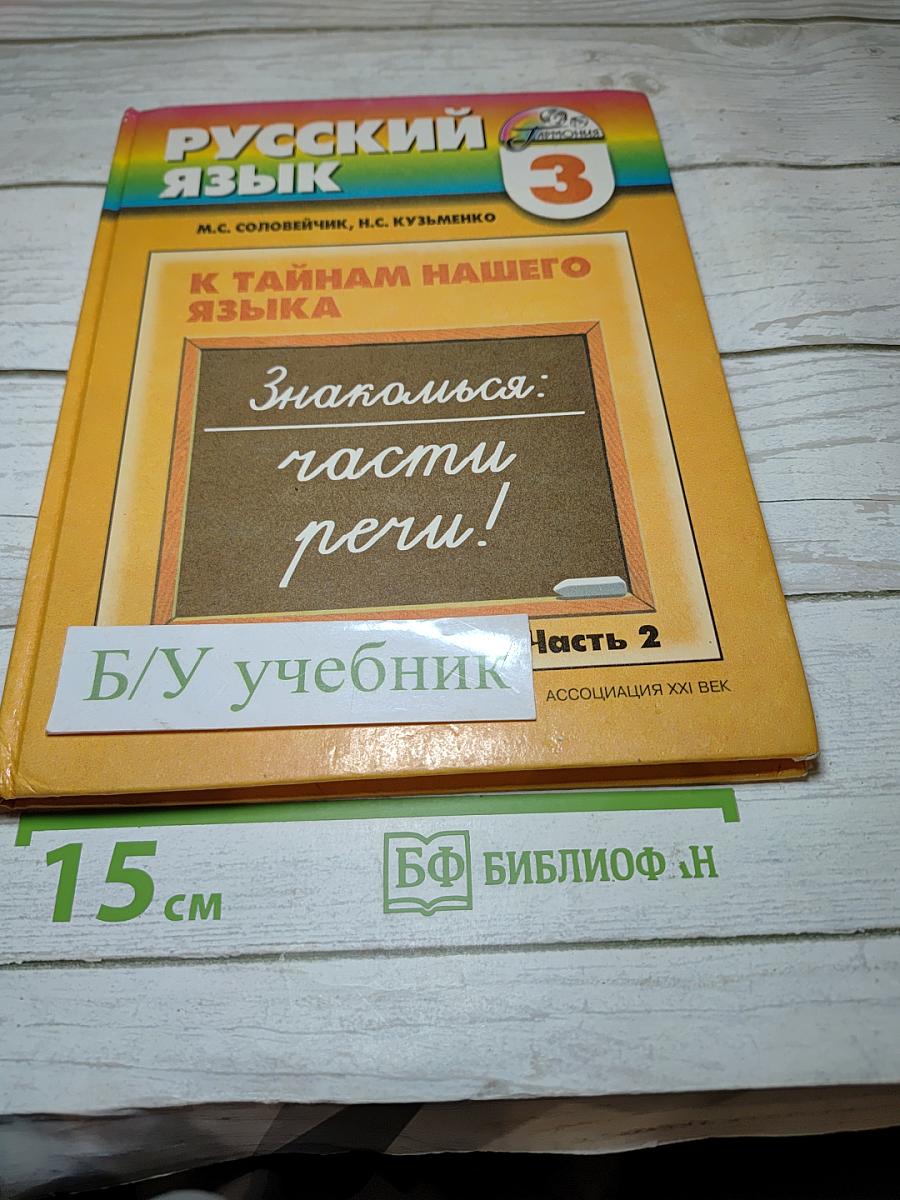 РУССКИЙ
ЯЗЫК
ГАРМОНИЯ
3
М.С. СОЛОВЕЙЧИК, Н.С. КУЗЬМЕНКО
К ТАЙНАМ НАШЕГО
ЯЗЫКА
Знакомься:
части
речи!
Часть 2
Б/У учебник
АССОЦИАЦИЯ XXI ВЕК
15 см
БФ